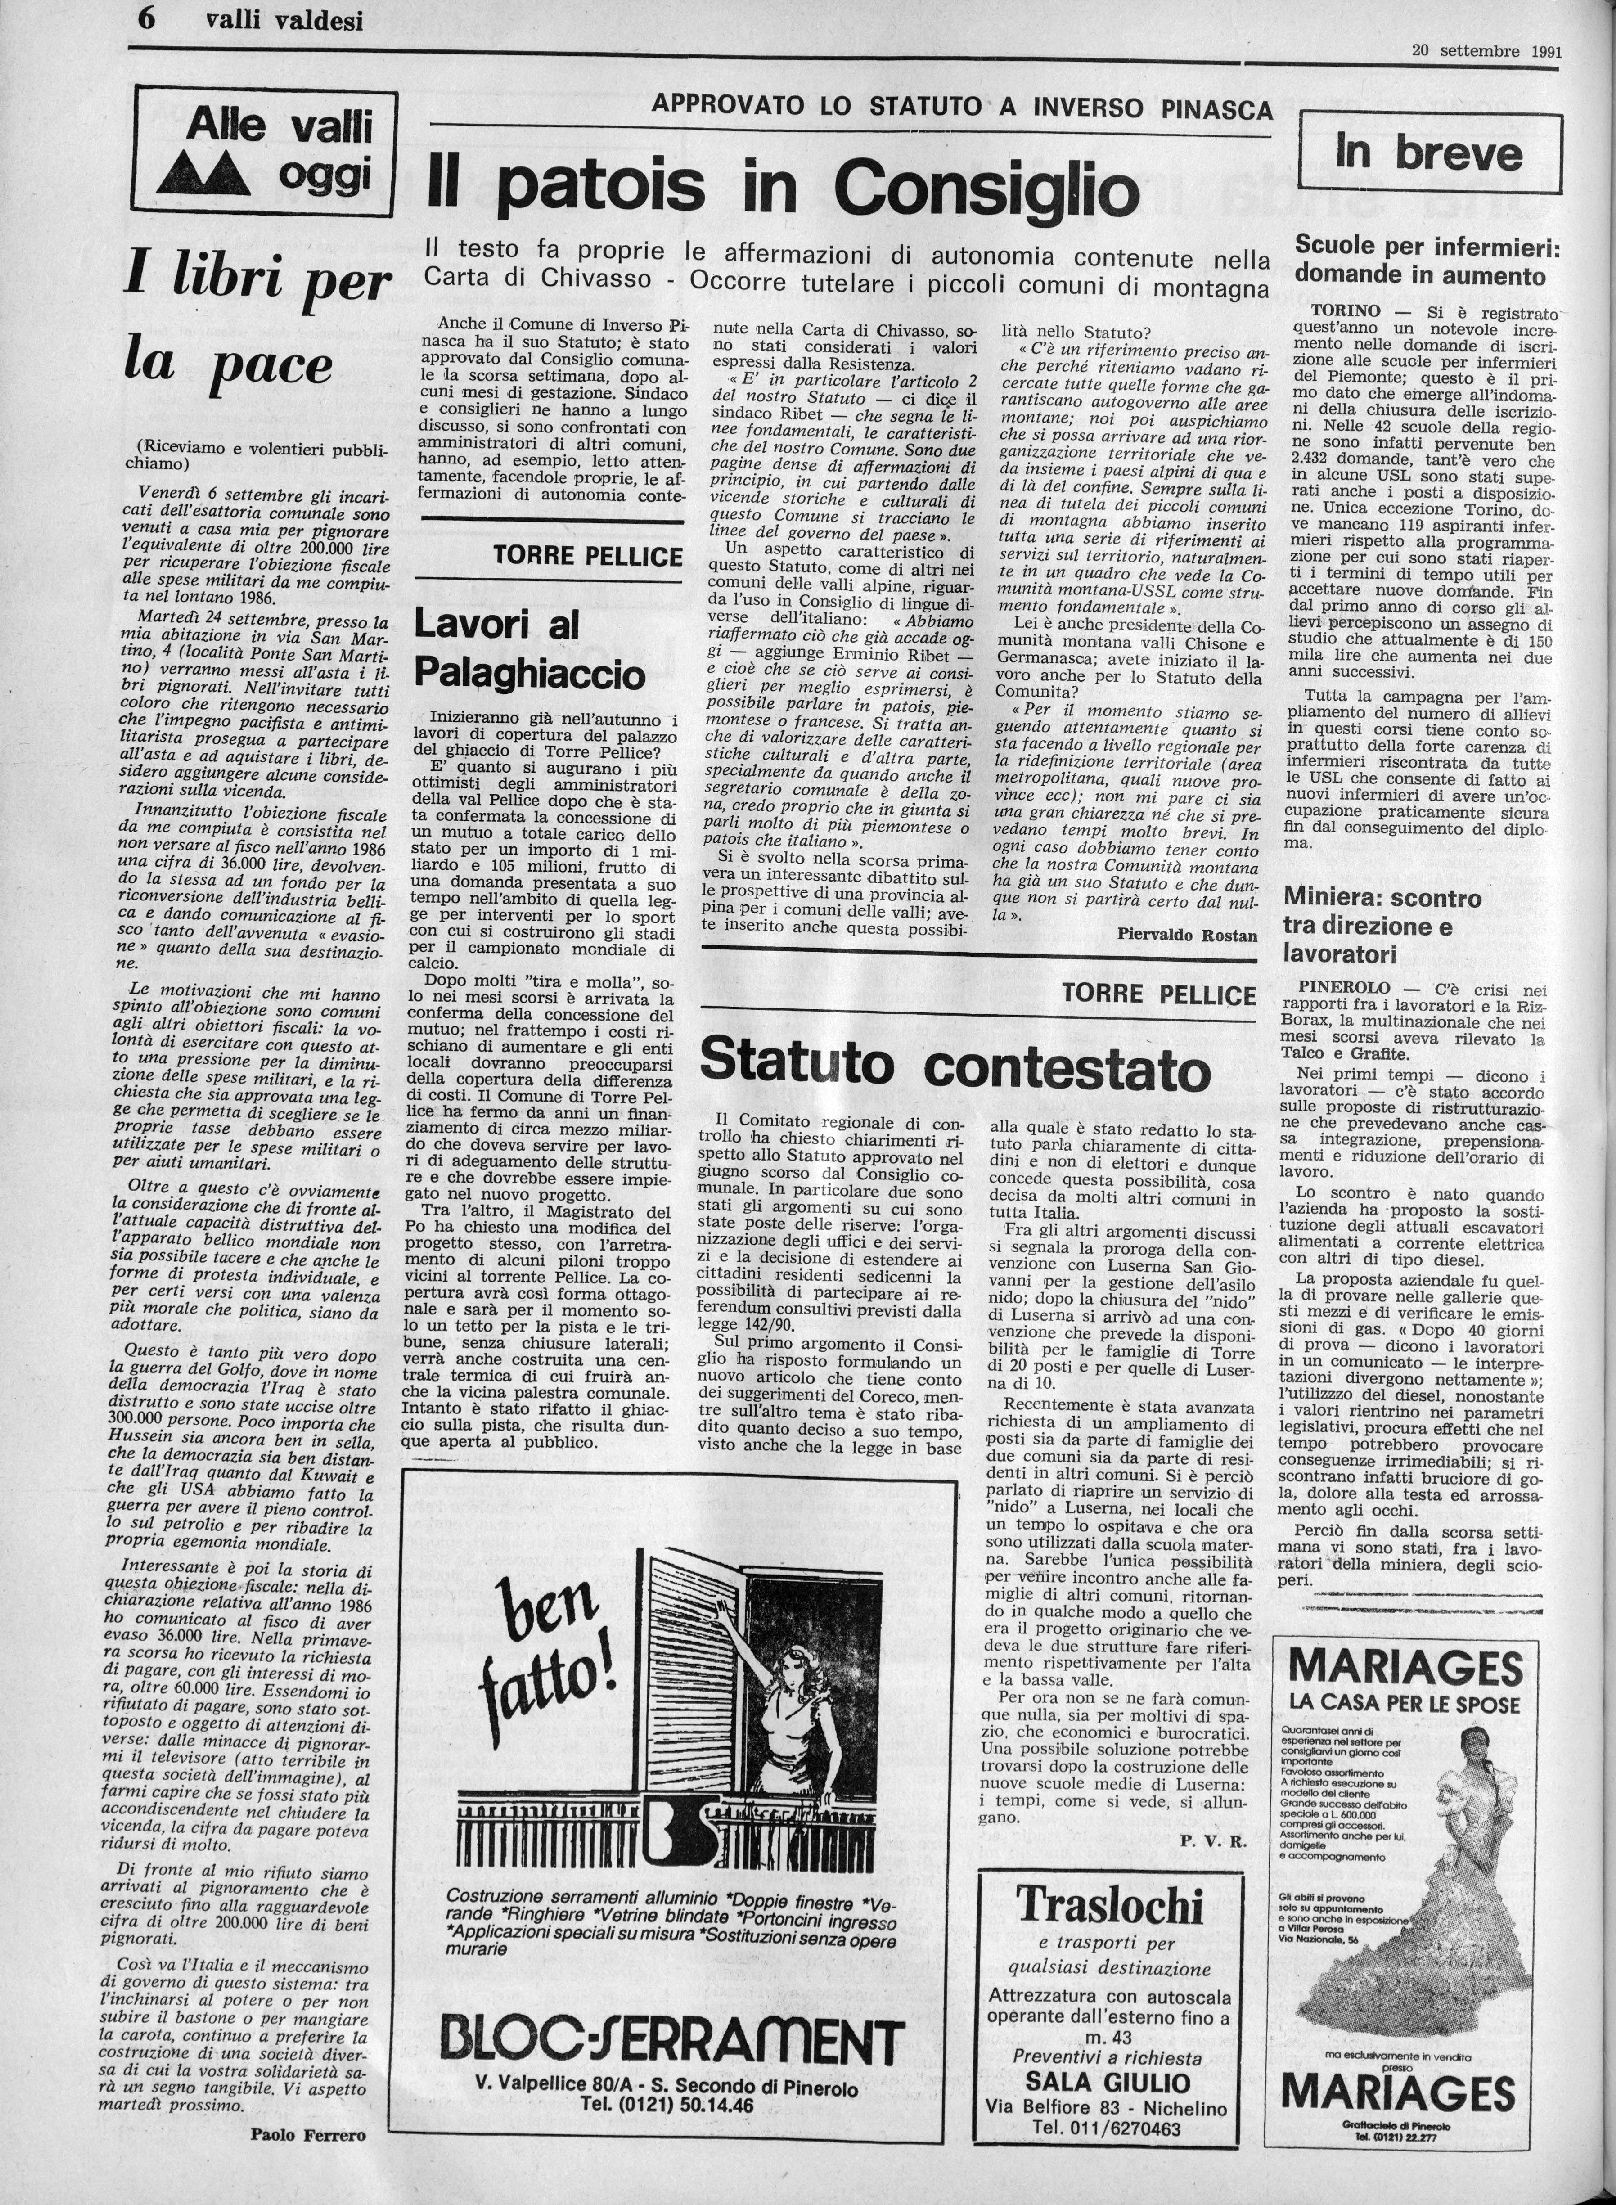 6 valli valdesi
20 settembre 1991
Alle valli
oggi
I libri per
la pace
(Riceviamo e volentieri pubbli-
chiamo)
Venerdì 6 settembre gli incari-
cati dell'esattoria comunale sono
venuti a casa mia per pignorare
l'equivalente di oltre 200.000 lire
per ricuperare l'obiezione fiscale
alle spese militari da me compiu-
ta nel lontano 1986.
Martedì 24 settembre, presso la
mia abitazione in via San Mar-
tino, 4 (località Ponte San Marti-
no) verranno messi all'asta i li-
bri pignorati. Nell'invitare tutti
coloro che ritengono necessario
che l'impegno pacifista e antimi-
litarista prosegua a partecipare
all'asta e ad aquistare i libri, de-
sidero aggiungere alcune conside-
razioni sulla vicenda.
Innanzitutto l'obiezione fiscale
da me compiuta è consistita nel
non versare al fisco nell'anno 1986
una cifra di 36.000 lire, devolven-
do la stessa ad un fondo per la
riconversione dell'industria belli-
ca e dando comunicazione al fi-
sco tanto dell'avvenuta « evasio-
ne » quanto della sua destinazio-
ne.
Le motivazioni che mi hanno
spinto all'obiezione sono comuni
agli altri obiettori fiscali: la vo-
lontà di esercitare con questo at-
to una pressione per la diminu-
zione delle spese militari, e la ri-
chiesta che sia approvata una leg-
ge che permetta di scegliere se le
proprie tasse debbano essere
utilizzate per le spese militari o
per aiuti umanitari.
Oltre a questo c'è ovviamente
la considerazione che di fronte al-
l'attuale capacità distruttiva del-
l'apparato bellico mondiale non
sia possibile tacere e che anche le
forme di protesta individuale, e
per certi versi con una valenza
più morale che politica, siano da
adottare.
Questo è tanto più vero dopo
la guerra del Golfo, dove in nome
della democrazia l'Iraq è stato
distrutto e sono state uccise oltre
300.000 persone. Poco importa che
Hussein sia ancora ben in sella,
che la democrazia sia ben distan-
te dall'Iraq quanto dal Kuwait e
che gli USA abbiamo fatto la
guerra per avere il pieno control-
lo sul petrolio e per ribadire la
propria egemonia mondiale.
Interessante è poi la storia di
questa obiezione fiscale: nella di-
chiarazione relativa all'anno 1986
ho comunicato al fisco di aver
evaso 36.000 lire. Nella primave-
ra scorsa ho ricevuto la richiesta
di pagare, con gli interessi di mo-
ra, oltre 60.000 lire. Essendomi io
rifiutato di pagare, sono stato sot-
toposto e oggetto di attenzioni di-
verse: dalle minacce di pignorar-
mi il televisore (atto terribile in
questa società dell'immagine), al
farmi capire che se fossi stato più
accondiscendente nel chiudere la
vicenda, la cifra da pagare poteva
ridursi di molto.
Di fronte al mio rifiuto siamo
arrivati al pignoramento che è
cresciuto fino alla ragguardevole
cifra di oltre 200.000 lire di beni
pignorati.
Così va l'Italia e il meccanismo
di governo di questo sistema: tra
l'inchinarsi al potere o per non
subire il bastone o per mangiare
la carota, continuo a preferire la
costruzione di una società diver-
sa di cui la vostra solidarietà sa-
rà un segno tangibile. Vi aspetto
martedì prossimo.
Paolo Ferrero
APPROVATO LO STATUTO A INVERSO PINASCA
Il patois in Consiglio
Il testo fa proprie le affermazioni di autonomia contenute nella
Carta di Chivasso - Occorre tutelare i piccoli comuni di montagna
Anche il Comune di Inverso Pi-
nasca ha il suo Statuto; è stato
approvato dal Consiglio comuna-
le la scorsa settimana, dopo al-
cuni mesi di gestazione. Sindaco
e consiglieri ne hanno a lungo
discusso, si sono confrontati con
amministratori di altri comuni,
hanno, ad esempio, letto atten-
tamente, facendole proprie, le af-
fermazioni di autonomia conte-
nute nella Carta di Chivasso, so-
no stati considerati i valori
espressi dalla Resistenza.
« E' in particolare l'articolo 2
del nostro Statuto — ci dice il
sindaco Ribet — che segna le li-
nee fondamentali, le caratteristi-
che del nostro Comune. Sono due
pagine dense di affermazioni di
principio, in cui partendo dalle
vicende storiche e culturali di
questo Comune si tracciano le
linee del governo del paese ».
Un aspetto caratteristico di
questo Statuto, come di altri nei
comuni delle valli alpine, riguar-
da l'uso in Consiglio di lingue di-
verse dell'italiano: « Abbiamo
riaffermato ciò che già accade og-
gi — aggiunge Erminio Ribet —
e cioè che se ciò serve ai consi-
glieri per meglio esprimersi, è
possibile parlare in patois, pie-
montese o francese. Si tratta an-
che di valorizzare delle caratteri-
stiche culturali e d'altra parte,
specialmente da quando anche il
segretario comunale è della zo-
na, credo proprio che in giunta si
parli molto di più piemontese o
patois che italiano ».
Si è svolto nella scorsa prima-
vera un interessante dibattito sul-
le prospettive di una provincia al-
pina per i comuni delle valli; ave-
te inserito anche questa possibi-
lità nello Statuto?
« C'è un riferimento preciso an-
che perché riteniamo vadano ri-
cercate tutte quelle forme che ga-
rantiscano autogoverno alle aree
montane; noi poi auspichiamo
che si possa arrivare ad una rior-
ganizzazione territoriale che ve-
da insieme i paesi alpini di qua e
di là del confine. Sempre sulla li-
nea di tutela dei piccoli comuni
di montagna abbiamo inserito
tutta una serie di riferimenti ai
servizi sul territorio, naturalmen-
te in un quadro che vede la Co-
munità montana-USSL come stru-
mento fondamentale ».
Lei è anche presidente della Co-
munità montana valli Chisone e
Germanasca; avete iniziato il la-
voro anche per lo Statuto della
Comunita?
« Per il momento stiamo se-
guendo attentamente quanto si
sta facendo a livello regionale per
la ridefinizione territoriale (area
metropolitana, quali nuove pro-
vince ecc); non mi pare ci sia
una gran chiarezza né che si pre-
vedano tempi molto brevi. In
ogni caso dobbiamo tener conto
che la nostra Comunità montana
ha già un suo Statuto e che dun-
que non si partirà certo dal nul-
la ».
Piervaldo Rostan
TORRE PELLICE
Lavori al
Palaghiaccio
Inizieranno già nell'autunno i
lavori di copertura del palazzo
del ghiaccio di Torre Pellice?
E' quanto si augurano i più
ottimisti degli amministratori
della val Pellice dopo che è sta-
ta confermata la concessione di
un mutuo a totale carico dello
stato per un importo di 1 mi-
liardo e 105 milioni, frutto di
una domanda presentata a suo
tempo nell'ambito di quella leg-
ge per interventi per lo sport
con cui si costruirono gli stadi
per il campionato mondiale di
calcio.
Dopo molti "tira e molla", so-
lo nei mesi scorsi è arrivata la
conferma della concessione del
mutuo; nel frattempo i costi ri-
schiano di aumentare e gli enti
locali dovranno preoccuparsi
della copertura della differenza
di costi. Il Comune di Torre Pel-
lice ha fermo da anni un finan-
ziamento di circa mezzo miliar-
do che doveva servire per lavo-
ri di adeguamento delle struttu-
re e che dovrebbe essere impie-
gato nel nuovo progetto.
Tra l'altro, il Magistrato del
Po ha chiesto una modifica del
progetto stesso, con l'arretra-
mento di alcuni piloni troppo
vicini al torrente Pellice. La co-
pertura avrà così forma ottago-
nale e sarà per il momento so-
lo un tetto per la pista e le tri-
bune, senza chiusure laterali;
verrà anche costruita una cen-
trale termica di cui fruirà an-
che la vicina palestra comunale.
Intanto è stato rifatto il ghiac-
cio sulla pista, che risulta dun-
que aperta al pubblico.
TORRE PELLICE
Statuto contestato
Il Comitato regionale di con-
trollo ha chiesto chiarimenti ri-
spetto allo Statuto approvato nel
giugno scorso dal Consiglio co-
munale. In particolare due sono
stati gli argomenti su cui sono
state poste delle riserve: l'orga-
nizzazione degli uffici e dei servi-
zi e la decisione di estendere ai
cittadini residenti sedicenni la
possibilità di partecipare ai re-
ferendum consultivi previsti dalla
legge 142/90.
Sul primo argomento il Consi-
glio ha risposto formulando un
nuovo articolo che tiene conto
dei suggerimenti del Coreco, men-
tre sull'altro tema è stato riba-
dito quanto deciso a suo tempo,
visto anche che la legge in base
alla quale è stato redatto lo sta-
tuto parla chiaramente di citta-
dini e non di elettori e dunque
concede questa possibilità, cosa
decisa da molti altri comuni in
tutta Italia.
Fra gli altri argomenti discussi
si segnala la proroga della con-
venzione con Luserna San Gio-
vanni per la gestione dell'asilo
nido; dopo la chiusura del "nido"
di Luserna si arrivò ad una con-
venzione che prevede la disponi-
bilità per le famiglie di Torre
di 20 posti e per quelle di Luser-
na di 10.
Recentemente è stata avanzata
richiesta di un ampliamento di
posti sia da parte di famiglie dei
due comuni sia da parte di resi-
denti in altri comuni. Si è perciò
parlato di riaprire un servizio di
"nido" a Luserna, nei locali che
un tempo lo ospitava e che ora
sono utilizzati dalla scuola mater-
na. Sarebbe l'unica possibilità
per venire incontro anche alle fa-
miglie di altri comuni, ritornan-
do in qualche modo a quello che
era il progetto originario che ve-
deva le due strutture fare riferi-
mento rispettivamente per l'alta
e la bassa valle.
Per ora non se ne farà comun-
que nulla, sia per moltivi di spa-
zio, che economici e burocratici.
Una possibile soluzione potrebbe
trovarsi dopo la costruzione delle
nuove scuole medie di Luserna:
i tempi, come si vede, si allun-
gano.
P. V. R.
In breve
Scuole per infermieri:
domande in aumento
TORINO — Si è registrato
quest'anno un notevole incre-
mento nelle domande di iscri-
zione alle scuole per infermieri
del Piemonte; questo è il pri-
mo dato che emerge all'indoma-
ni della chiusura delle iscrizio-
ni. Nelle 42 scuole della regio-
ne sono infatti pervenute ben
2.432 domande, tant'è vero che
in alcune USL sono stati supe-
rati anche i posti a disposizio-
ne. Unica eccezione Torino, do-
ve mancano 119 aspiranti infer-
mieri rispetto alla programma-
zione per cui sono stati riaper-
ti i termini di tempo utili per
accettare nuove domande. Fin
dal primo anno di corso gli al-
lievi percepiscono un assegno di
studio che attualmente è di 150
mila lire che aumenta nei due
anni successivi.
Tutta la campagna per l'am-
pliamento del numero di allievi
in questi corsi tiene conto so-
prattutto della forte carenza di
infermieri riscontrata da tutte
le USL che consente di fatto ai
nuovi infermieri di avere un'oc-
cupazione praticamente sicura
fin dal conseguimento del diplo-
ma.
Miniera: scontro
tra direzione e
lavoratori
PINEROLO — C'è crisi nei
rapporti fra i lavoratori e la Riz-
Borax, la multinazionale che nei
mesi scorsi aveva rilevato la
Talco e Grafite.
Nei primi tempi — dicono i
lavoratori — c'è stato accordo
sulle proposte di ristrutturazio-
ne che prevedevano anche cas-
sa integrazione, prepensiona-
menti e riduzione dell'orario di
lavoro.
Lo scontro è nato quando
l'azienda ha proposto la sosti-
tuzione degli attuali escavatori
alimentati a corrente elettrica
con altri di tipo diesel.
La proposta aziendale fu quel-
la di provare nelle gallerie que-
sti mezzi e di verificare le emis-
sioni di gas. « Dopo 40 giorni
di prova — dicono i lavoratori
in un comunicato — le interpre-
tazioni divergono nettamente »;
l'utilizzzo del diesel, nonostante
i valori rientrino nei parametri
legislativi, procura effetti che nel
tempo potrebbero provocare
conseguenze irrimediabili; si ri-
scontrano infatti bruciore di go-
la, dolore alla testa ed arrossa-
mento agli occhi.
Perciò fin dalla scorsa setti-
mana vi sono stati, fra i lavo-
ratori della miniera, degli scio-
peri.
ben
fatto!
BS
Costruzione serramenti alluminio *Doppie finestre *Ve-
rande *Ringhiere *Vetrine blindate *Portoncini ingresso
*Applicazioni speciali su misura *Sostituzioni senza opere
murarie
BLOC-SERRAMENT
V. Valpellice 80/A - S. Secondo di Pinerolo
Tel. (0121) 50.14.46
Traslochi
e trasporti per
qualsiasi destinazione
Attrezzatura con autoscala
operante dall'esterno fino a
m. 43
Preventivi a richiesta
SALA GIULIO
Via Belfiore 83 - Nichelino
Tel. 011/6270463
MARIAGES
LA CASA PER LE SPOSE
Quarantasei anni di
esperienza nel settore per
consigliarvi un giorno così
importante
Favoloso assortimento
A richiesta esecuzione su
modello del cliente
Grande successo dell'abito
speciale a L. 600.000
compresi gli accessori.
Assortimento anche per lui,
damigelle
e accompagnamento
Gli abiti si provano
solo su appuntamento
e sono anche in esposizione
a Villar Perosa
Via Nazionale, 56
ma esclusivamente in vendita
presso
MARIAGES
Grattacielo di Pinerolo
Tel. (0121) 22.277